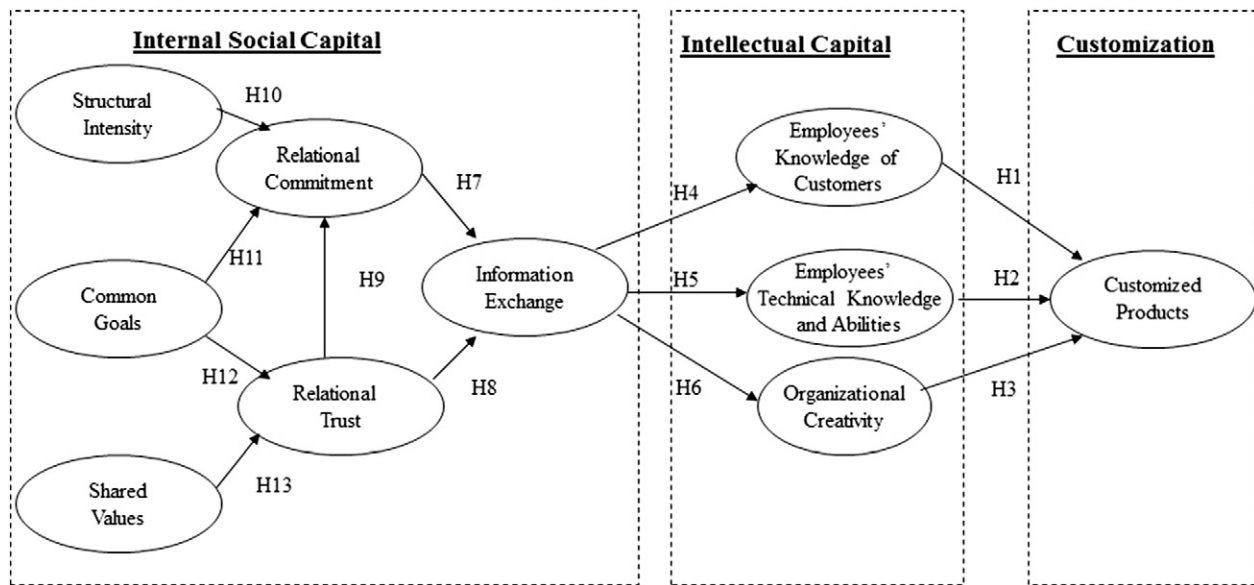 Internal Social Capital
Intellectual Capital
Customization
Structural
Intensity
H10
Relational
Commitment
H7
Common
Goals
H11
H9
H12
Relational
Trust
H8
Shared
Values
H13
Information
Exchange
H4
H5
H6
Employees'
Knowledge of
Customers
Employees'
Technical Knowledge
and Abilities
Organizational
Creativity
H1
H2
H3
Customized
Products